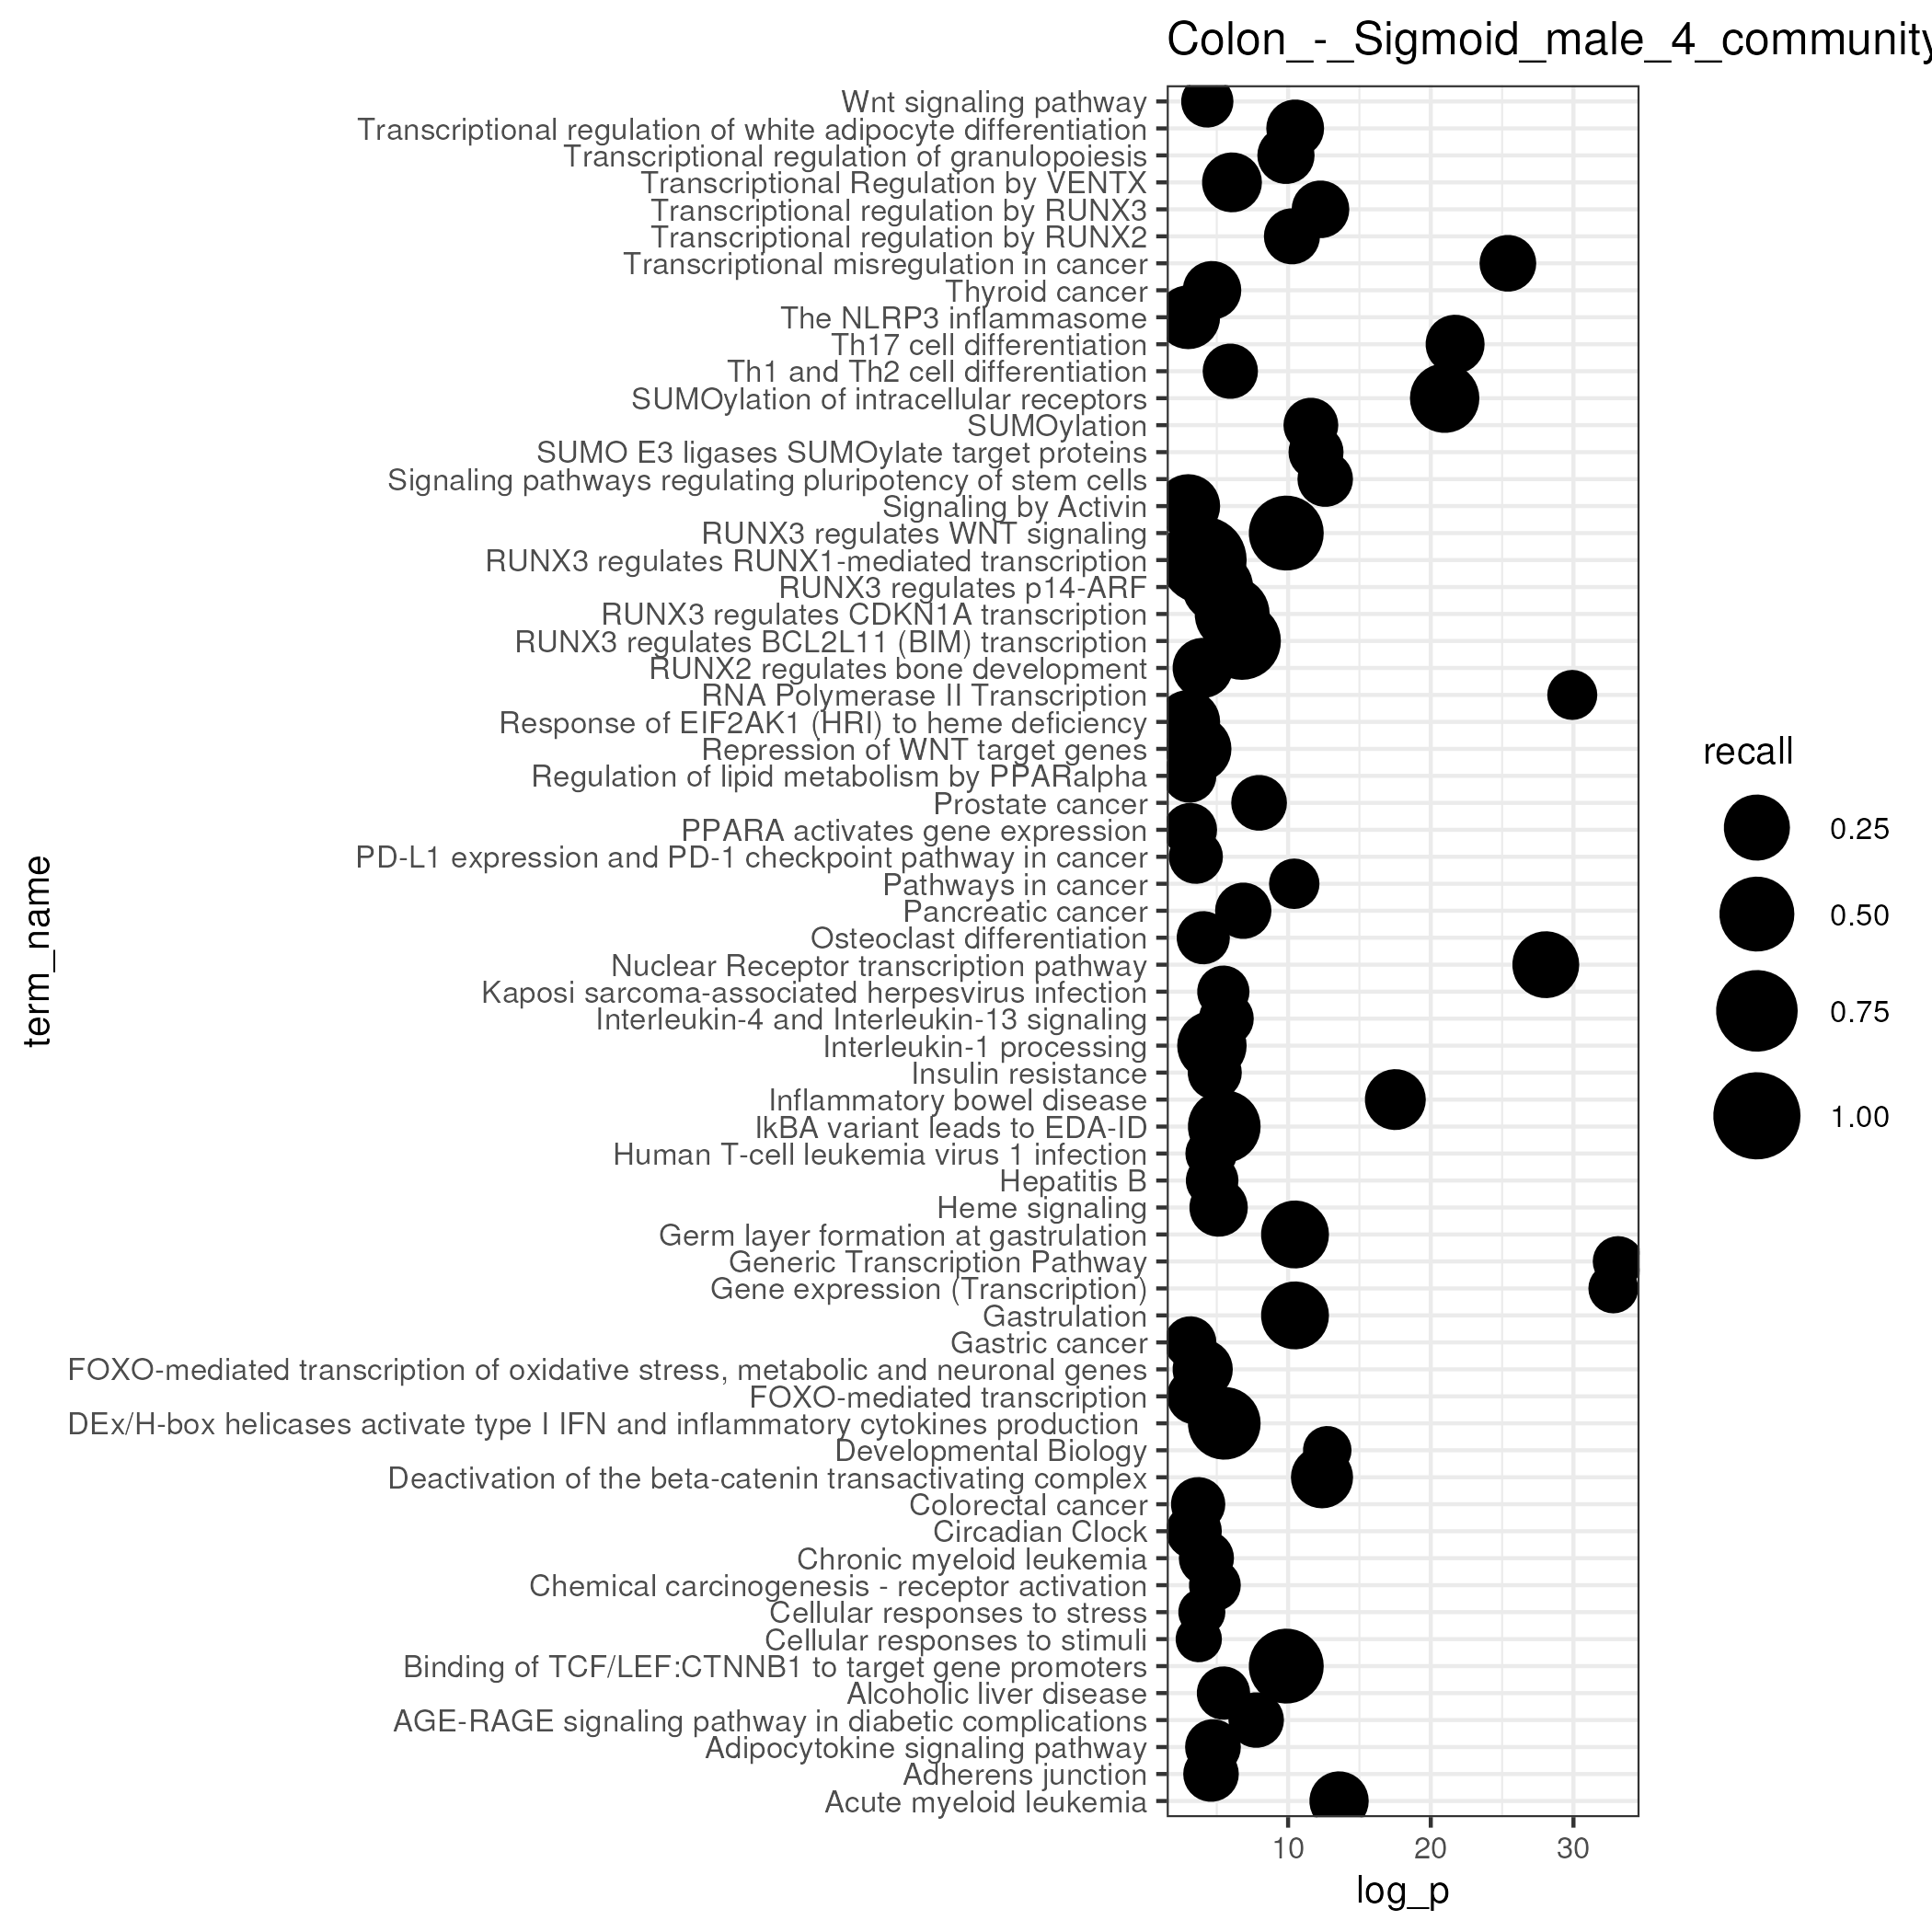 Colon_-_Sigmoid_male_4_community
Wnt signaling pathway
Transcriptional regulation of white adipocyte differentiation
Transcriptional regulation of granulopoiesis
Transcriptional Regulation by VENTX
Transcriptional regulation by RUNX3
Transcriptional regulation by RUNX2
Transcriptional misregulation in cancer
Thyroid cancer
The NLRP3 inflammasome
Th17 cell differentiation
Th1 and Th2 cell differentiation
SUMOylation of intracellular receptors
SUMOylation
SUMO E3 ligases SUMOylate target proteins
Signaling pathways regulating pluripotency of stem cells
Signaling by Activin
RUNX3 regulates WNT signaling
RUNX3 regulates RUNX1-mediated transcription
RUNX3 regulates p14-ARF
RUNX3 regulates CDKN1A transcription
RUNX3 regulates BCL2L11 (BIM) transcription
RUNX2 regulates bone development
RNA Polymerase II Transcription
Response of EIF2AK1 (HRI) to heme deficiency
Repression of WNT target genes
Regulation of lipid metabolism by PPARalpha
Prostate cancer
PPARA activates gene expression
PD-L1 expression and PD-1 checkpoint pathway in cancer
Pathways in cancer
Pancreatic cancer
Osteoclast differentiation
Nuclear Receptor transcription pathway
Kaposi sarcoma-associated herpesvirus infection
Interleukin-4 and Interleukin-13 signaling
Interleukin-1 processing
Insulin resistance
Inflammatory bowel disease
IkBA variant leads to EDA-ID
Human T-cell leukemia virus 1 infection
Hepatitis B
Heme signaling
Germ layer formation at gastrulation
Generic Transcription Pathway
Gene expression (Transcription)
Gastrulation
Gastric cancer
FOXO-mediated transcription of oxidative stress, metabolic and neuronal genes
FOXO-mediated transcription
DEx/H-box helicases activate type I IFN and inflammatory cytokines production
Developmental Biology
Deactivation of the beta-catenin transactivating complex
Colorectal cancer
Circadian Clock
Chronic myeloid leukemia
Chemical carcinogenesis - receptor activation
Cellular responses to stress
Cellular responses to stimuli
Binding of TCF/LEF:CTNNB1 to target gene promoters
Alcoholic liver disease
AGE-RAGE signaling pathway in diabetic complications
Adipocytokine signaling pathway
Adherens junction
Acute myeloid leukemia
10 20 30
log_p
term_name
recall
0.25
0.50
0.75
1.00